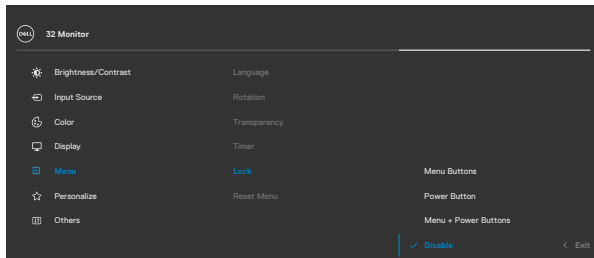 DELL 32 Monitor
Brightness/Contrast Language
Input Source Rotation
Color Transparency
Display Timer
Menu Lock Menu Buttons
Personalize Reset Menu Power Button
Others Menu + Power Buttons
Disable Exit